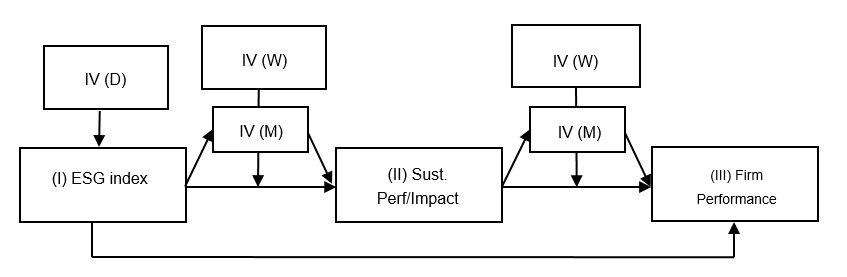 IV (D)
IV (W)
IV (M)
IV (W)
IV (M)
(I) ESG index
(II) Sust.
Perf/Impact
(III) Firm
Performance